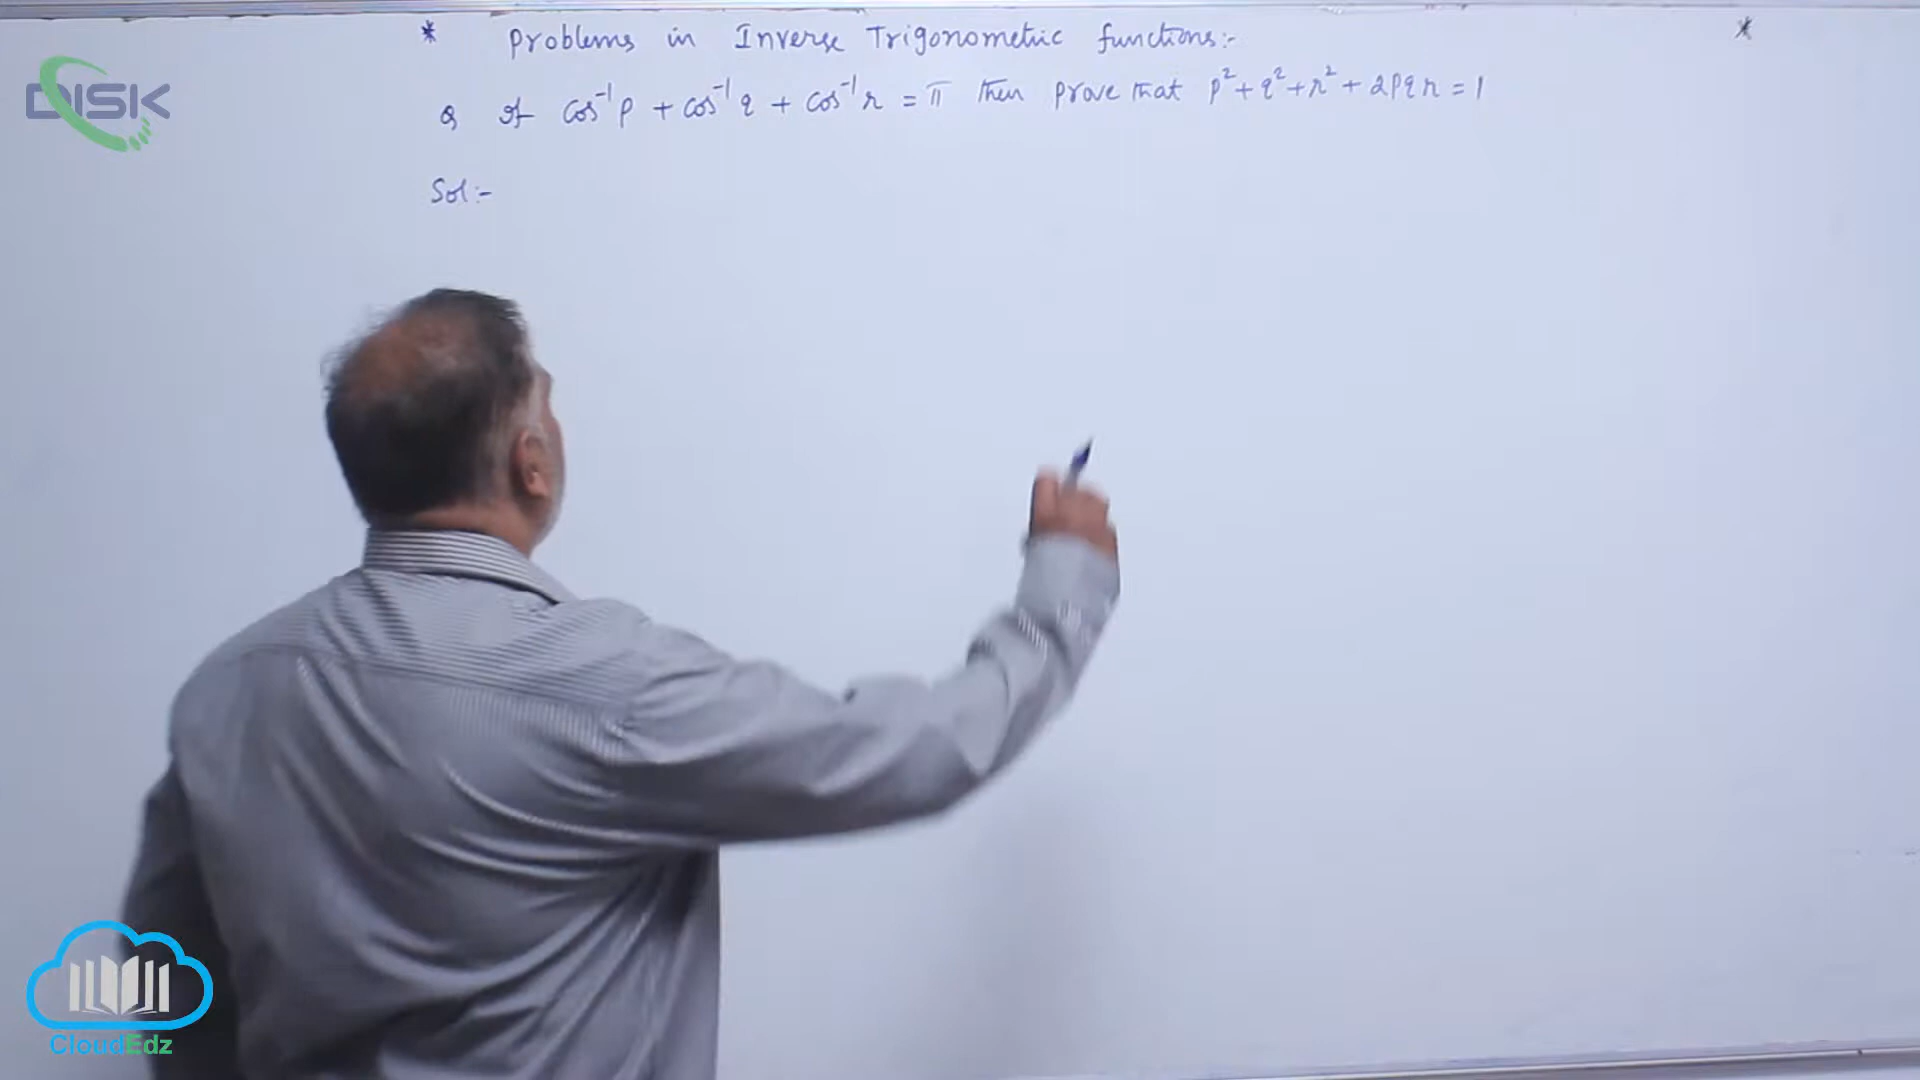 DISK
* Problems in Inverse Trigonometric functions:- *
Q If cos⁻¹p + cos⁻¹q + cos⁻¹r = π then prove that p²+q²+r²+2pqr=1
Sol:-
CloudEdz